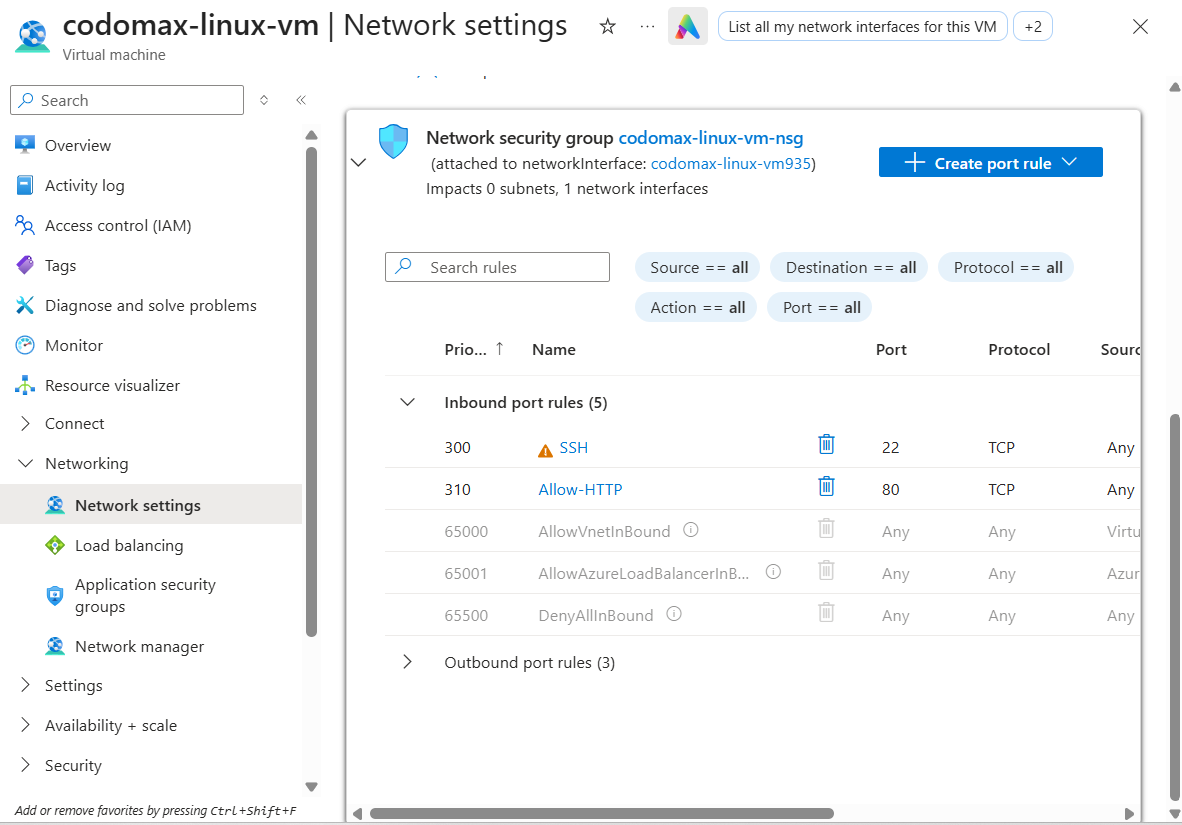 codomax-linux-vm | Network settings
Virtual machine
List all my network interfaces for this VM
+2
Search
Overview
Activity log
Access control (IAM)
Tags
Diagnose and solve problems
Monitor
Resource visualizer
Connect
Networking
Network settings
Load balancing
Application security
groups
Network manager
Settings
Availability + scale
Security
Add or remove favorites by pressing Ctrl+Shift+F
Network security group codomax-linux-vm-nsg
(attached to networkInterface: codomax-linux-vm935)
Impacts 0 subnets, 1 network interfaces
Create port rule
Search rules
Source == all
Destination == all
Protocol == all
Action == all
Port == all
Prio... ↑ Name Port Protocol Sourc
Inbound port rules (5)
300 SSH 22 TCP Any
310 Allow-HTTP 80 TCP Any
65000 AllowVnetInBound Any Any Virtu
65001 AllowAzureLoadBalancerInB... Any Any Azur
65500 DenyAllInBound Any Any Any
Outbound port rules (3)